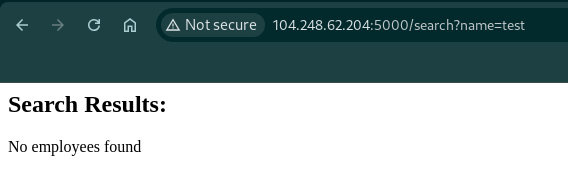 Not secure 104.248.62.204:5000/search?name=test
Search Results:
No employees found